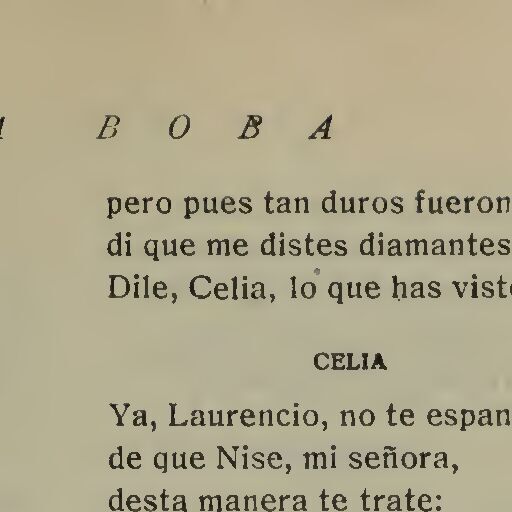 B O B A
pero pues tan duros fueron
di que me distes diamantes
Dile, Celia, lo que has visto
CELIA
Ya, Laurencio, no te espan
de que Nise, mi señora,
desta manera te trate: